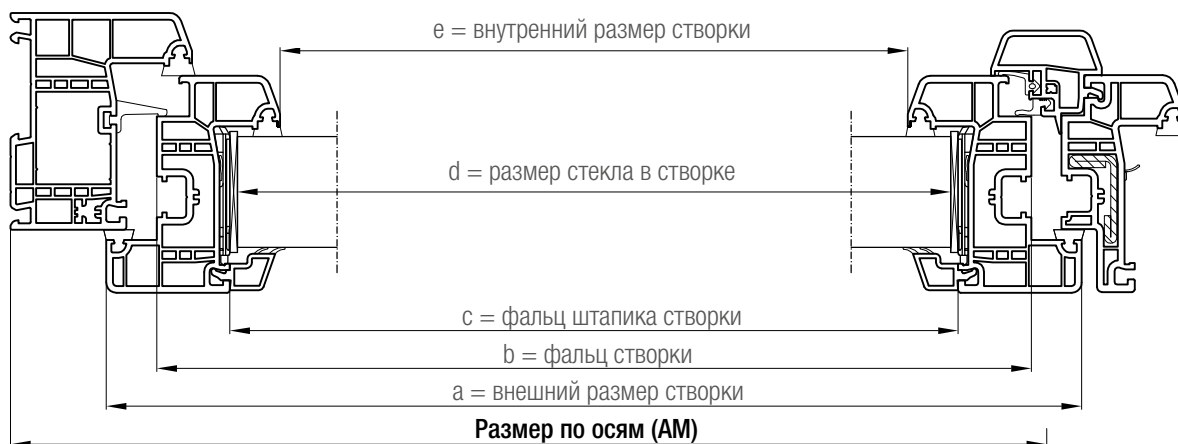 e = внутренний размер створки
d = размер стекла в створке
c = фальц штапика створки
b = фальц створки
a = внешний размер створки
Размер по осям (AM)